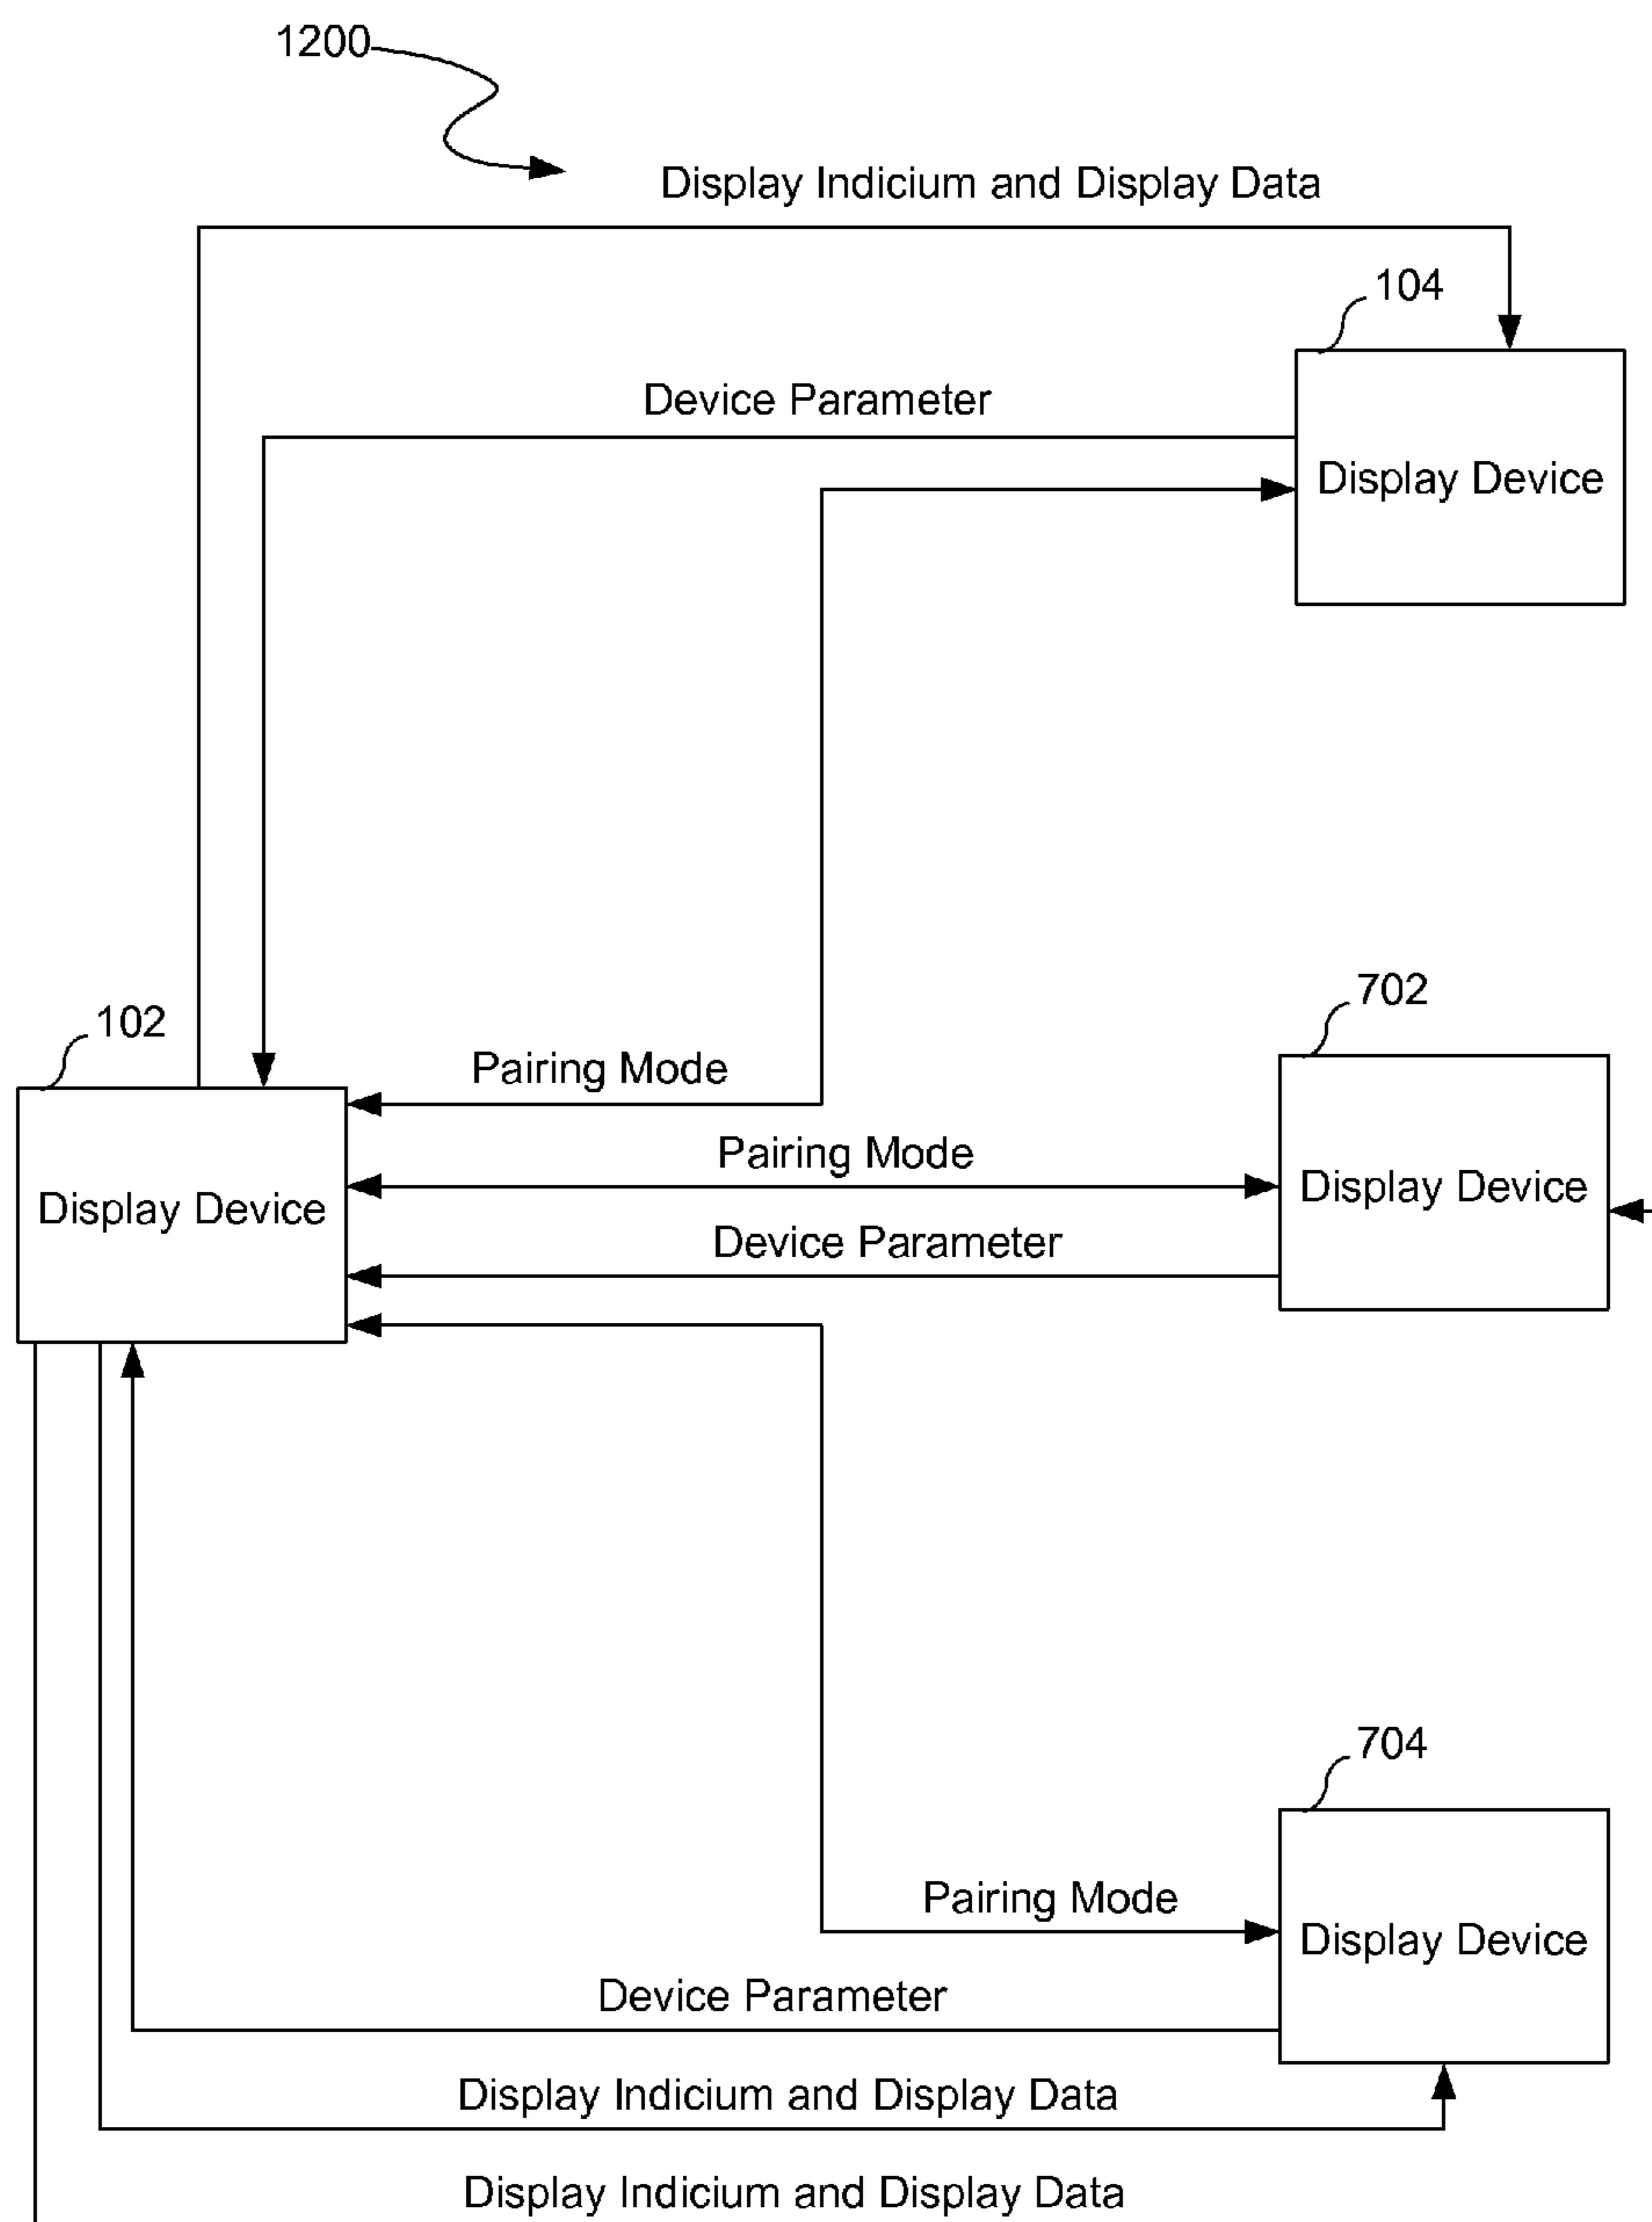 1200
Display Indicium and Display Data
104
Device Parameter
Display Device
702
102
Pairing Mode
Pairing Mode
Display Device
Display Device
Device Parameter
704
Pairing Mode
Display Device
Device Parameter
Display Indicium and Display Data
Display Indicium and Display Data